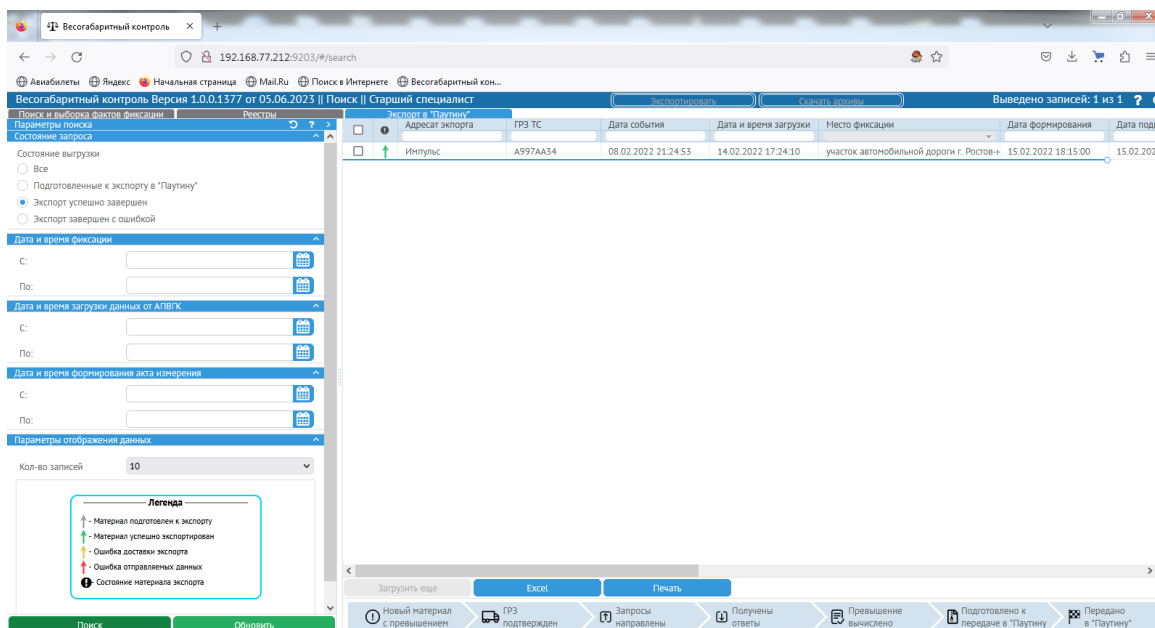 Весогабаритный контроль
192.168.77.212:9203/#/search
Авиабилеты Яндекс Начальная страница Mail.Ru Поиск в Интернете Весогабаритный кон...
Весогабаритный контроль Версия 1.0.0.1377 от 05.06.2023 || Поиск || Старший специалист Экспортировать Скачать архивы Выведено записей: 1 из 1 ?
Поиск и выборка фактов фиксации Реестры Экспорт в "Паутину"
Параметры поиска ?
Состояние запроса
Адресат экпорта ГРЗ ТС Дата события Дата и время загрузки Место фиксации Дата формирования Дата под
Импульс А997АА34 08.02.2022 21:24:53 14.02.2022 17:24:10 участок автомобильной дороги г. Ростов-н 15.02.2022 18:15:00 15.02.202
Состояние выгрузки
Все
Подготовленные к экспорту в "Паутину"
Экспорт успешно завершен
Экспорт завершен с ошибкой
Дата и время фиксации
С:
По:
Дата и время загрузки данных от АПВГК
С:
По:
Дата и время формирования акта измерения
С:
По:
Параметры отображения данных
Кол-во записей 10
Легенда
- Материал подготовлен к экспорту
- Материал успешно экспортирован
- Ошибка доставки экспорта
- Ошибка отправляемых данных
- Состояние материала экспорта
Поиск Обновить
Загрузить еще Excel Печать
Новый материал с превышением
ГРЗ подтвержден
Запросы направлены
Получены ответы
Превышение вычислено
Подготовлено к передаче в "Паутину"
Передано в "Паутину"